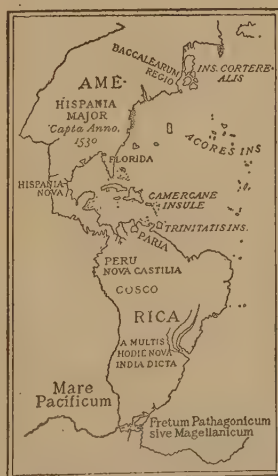 BACCALEARUM
REGIO
INS. CORTERE-
ALIS
AME-
HISPANIA
MAJOR
Capta Anno.
1530
ACORES INS
FLORIDA
HISPANIA
NOVA
CAMERCANE
INSULE
TRINITATIS INS.
PARIA
PERU
NOVA CASTILIA
CUSCO
RICA
A MULTIS
HODIE NOVA
INDIA DICTA
Mare
Pacificum
Fretum Pathagonicum
sive Magellanicum